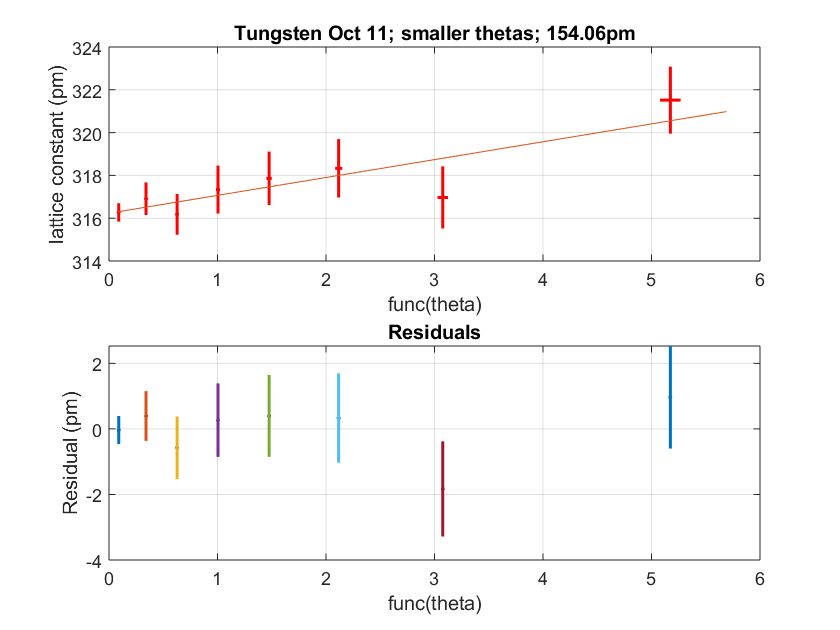 Tungsten Oct 11; smaller thetas; 154.06pm
324
322
320
318
316
314
lattice constant (pm)
0 1 2 3 4 5 6
func(theta)
Residuals
2
0
-2
-4
Residual (pm)
0 1 2 3 4 5 6
func(theta)